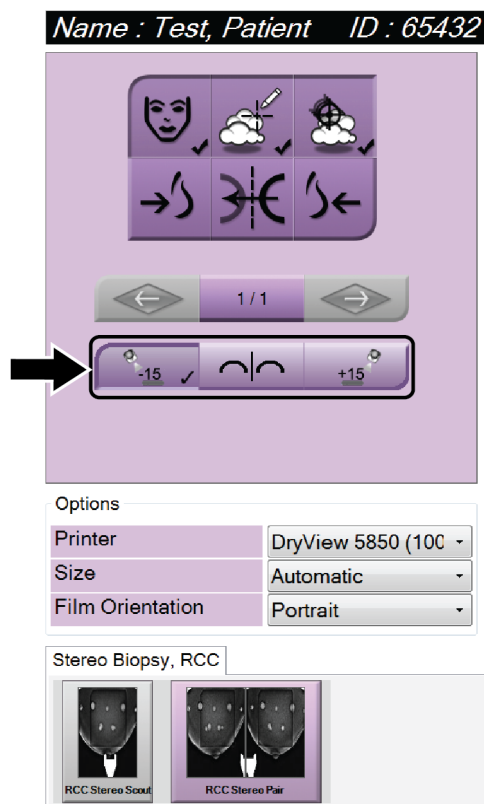 Name : Test, Patient ID : 65432
1 / 1
-15 +15
Options
Printer DryView 5850 (100
Size Automatic
Film Orientation Portrait
Stereo Biopsy, RCC
RCC Stereo Scout RCC Stereo Pair